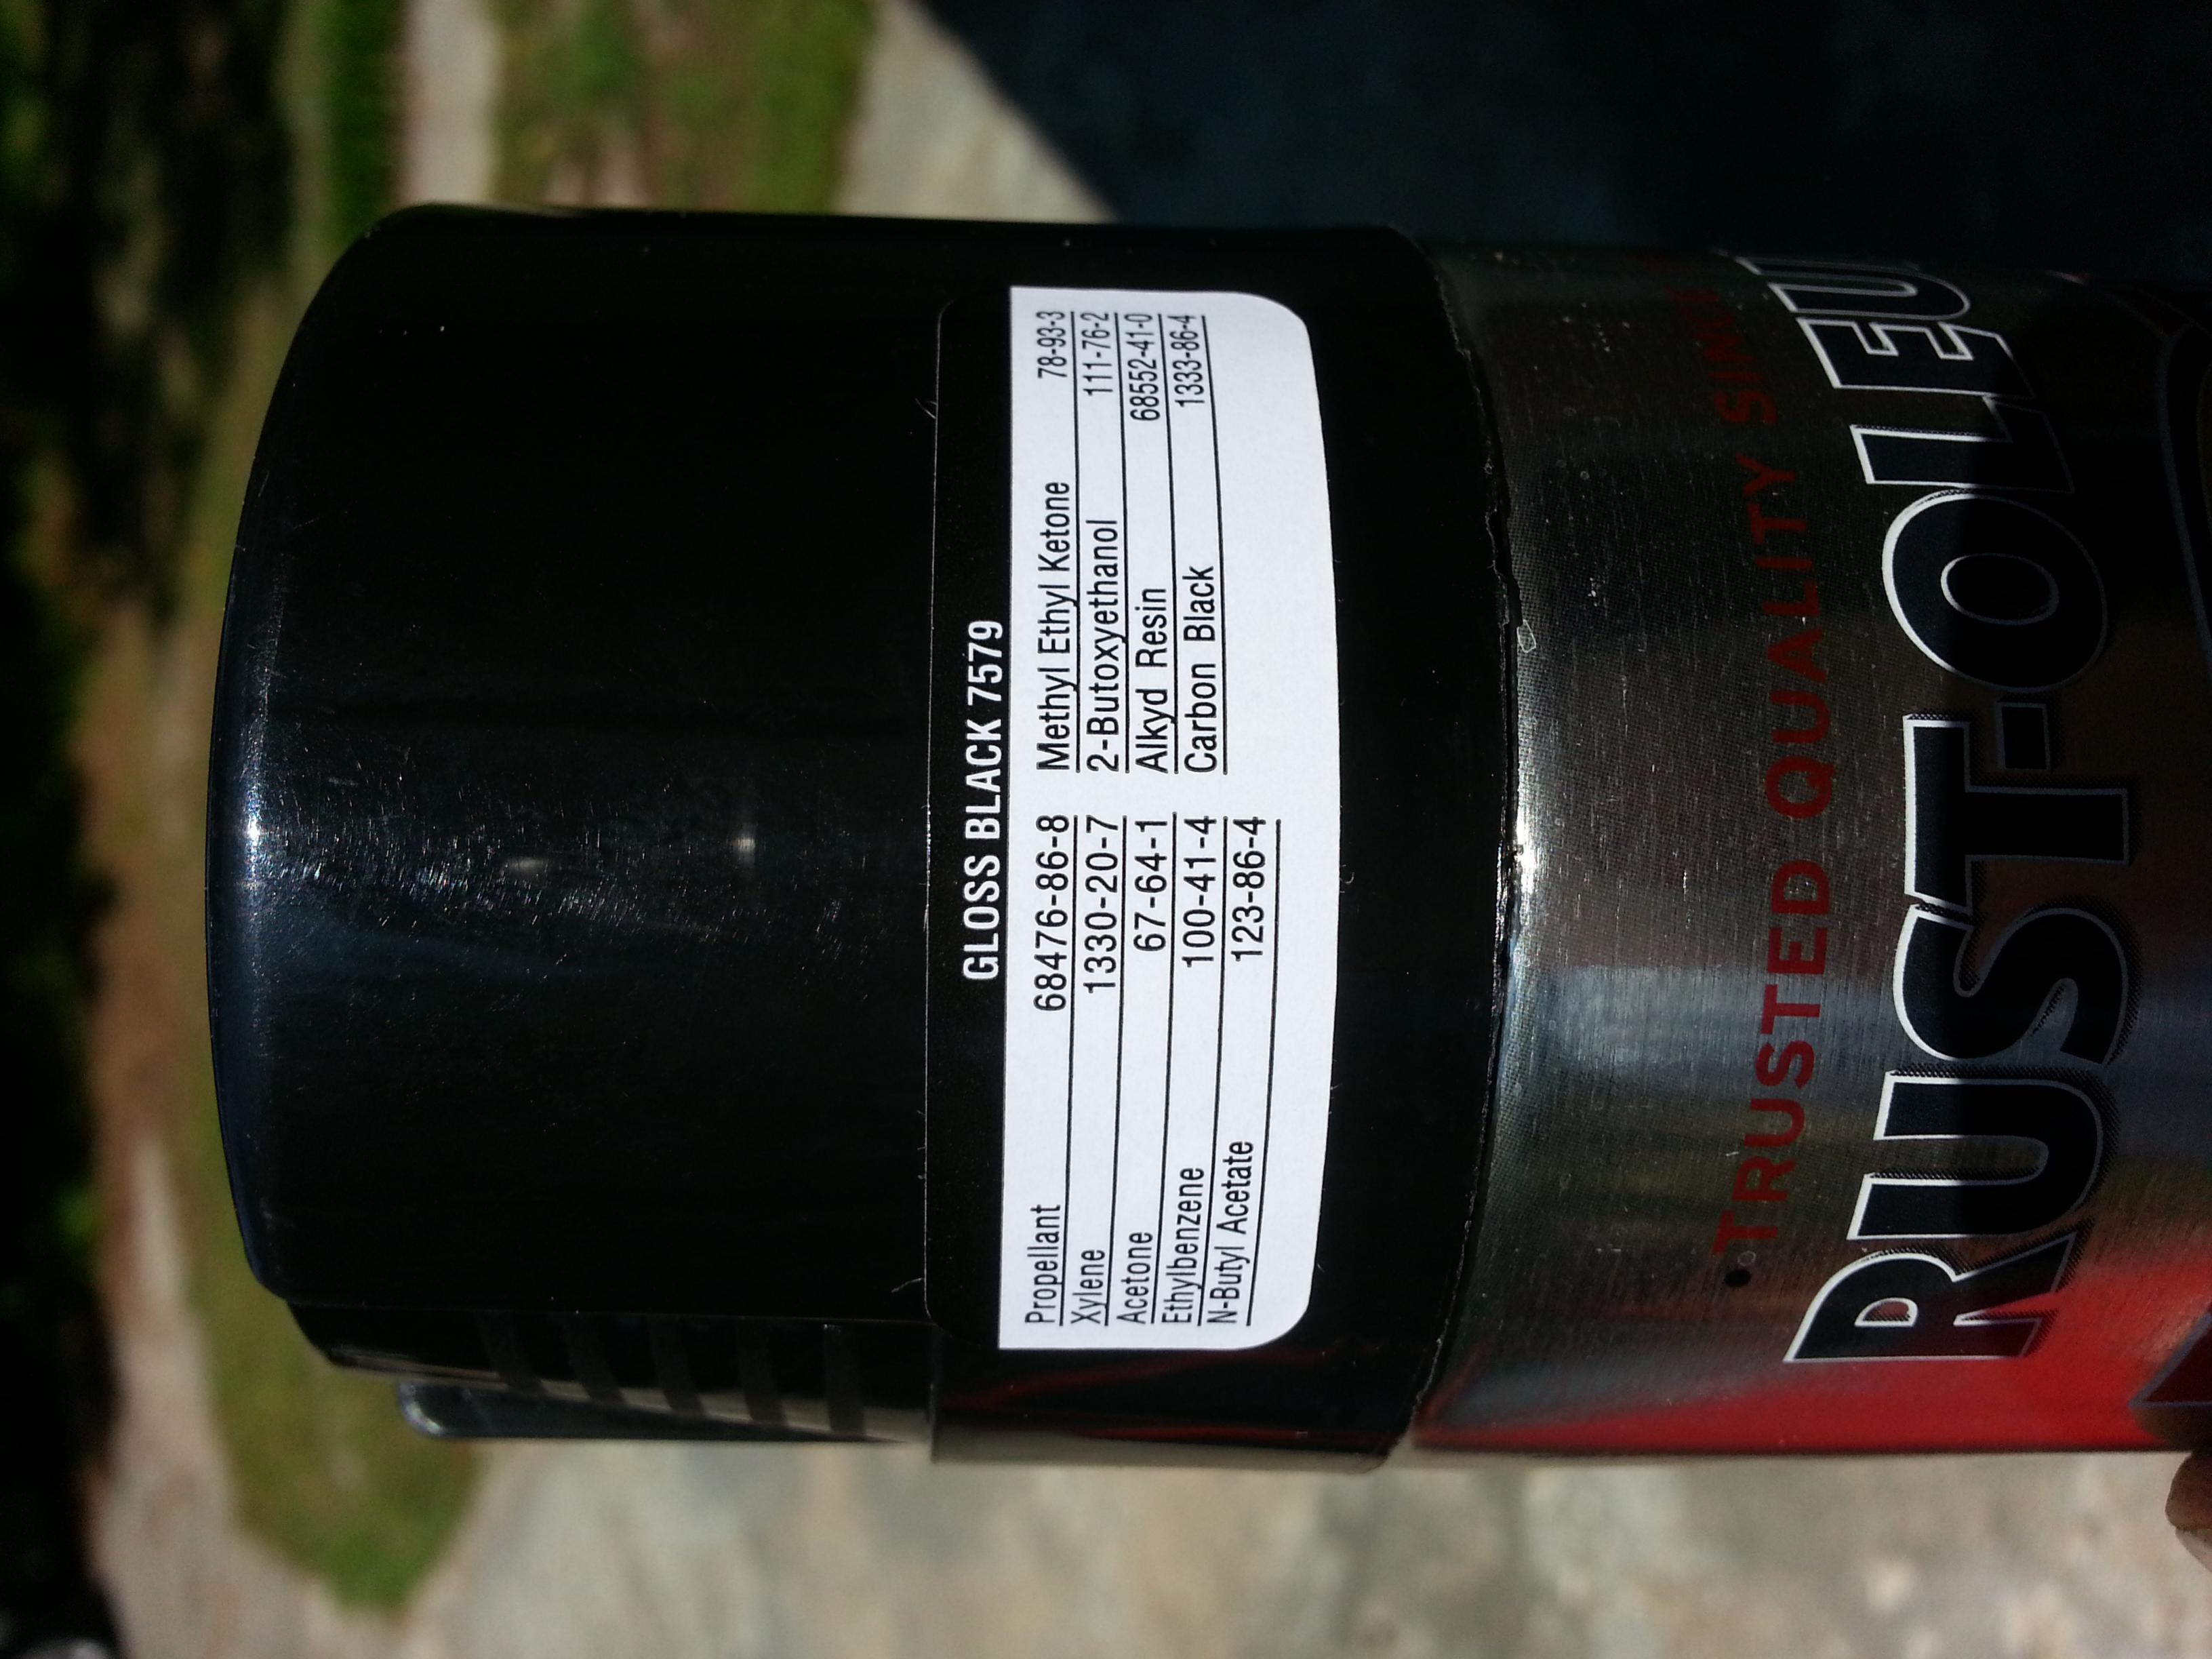 GLOSS BLACK 7579
Propellant 68476-86-8
Xylene 1330-20-7
Acetone 67-64-1
Ethylbenzene 100-41-4
N-Butyl Acetate 123-86-4
Methyl Ethyl Ketone 78-93-3
2-Butoxyethanol 111-76-2
Alkyd Resin 68552-41-0
Carbon Black 1333-86-4
TRUSTED QUALITY SINCE
RUST-OLEU